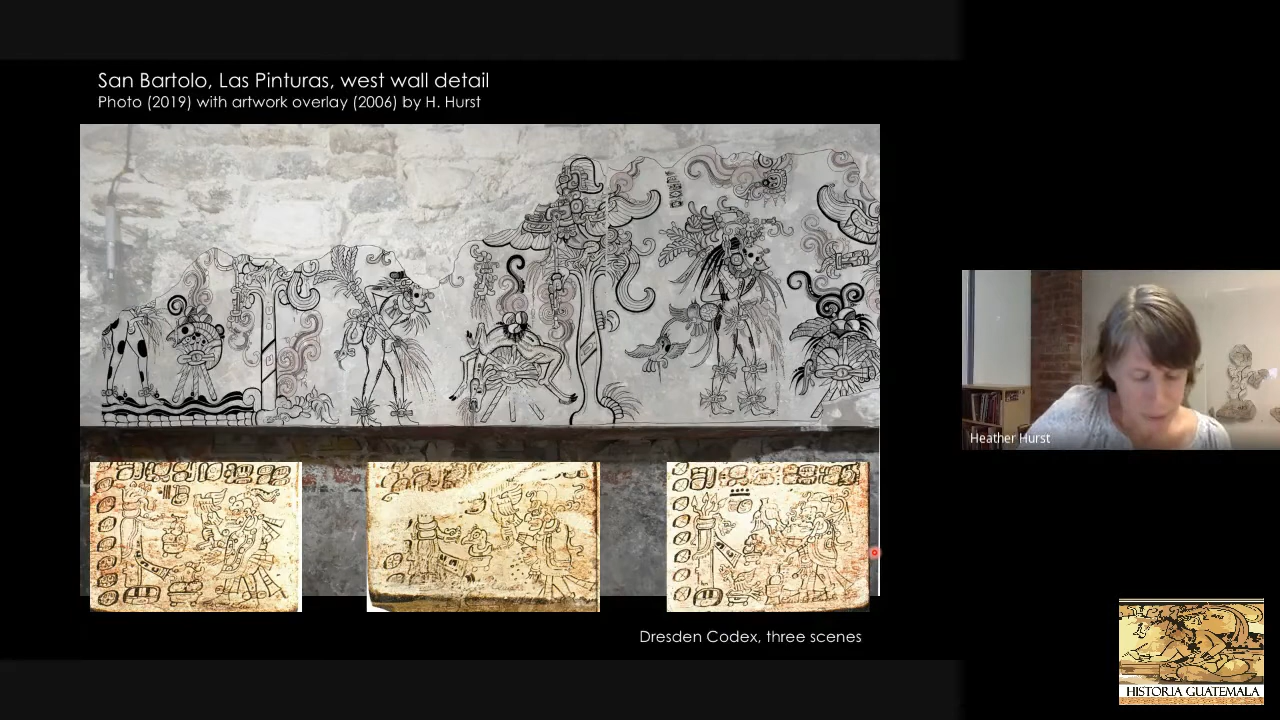 San Bartolo, Las Pinturas, west wall detail
Photo (2019) with artwork overlay (2006) by H. Hurst
Heather Hurst
Dresden Codex, three scenes
HISTORIA GUATEMALA